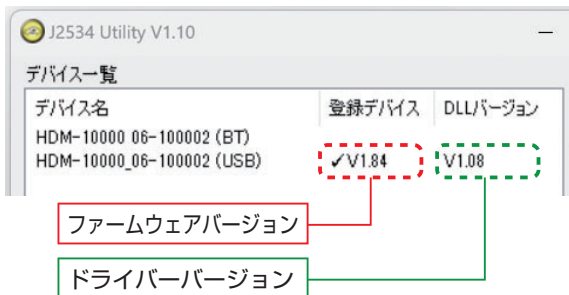 J2534 Utility V1.10
デバイス一覧
デバイス名 登録デバイス DLLバージョン
HDM-10000 06-100002 (BT)
HDM-10000_06-100002 (USB) ✓V1.84 V1.08
ファームウェアバージョン
ドライバーバージョン